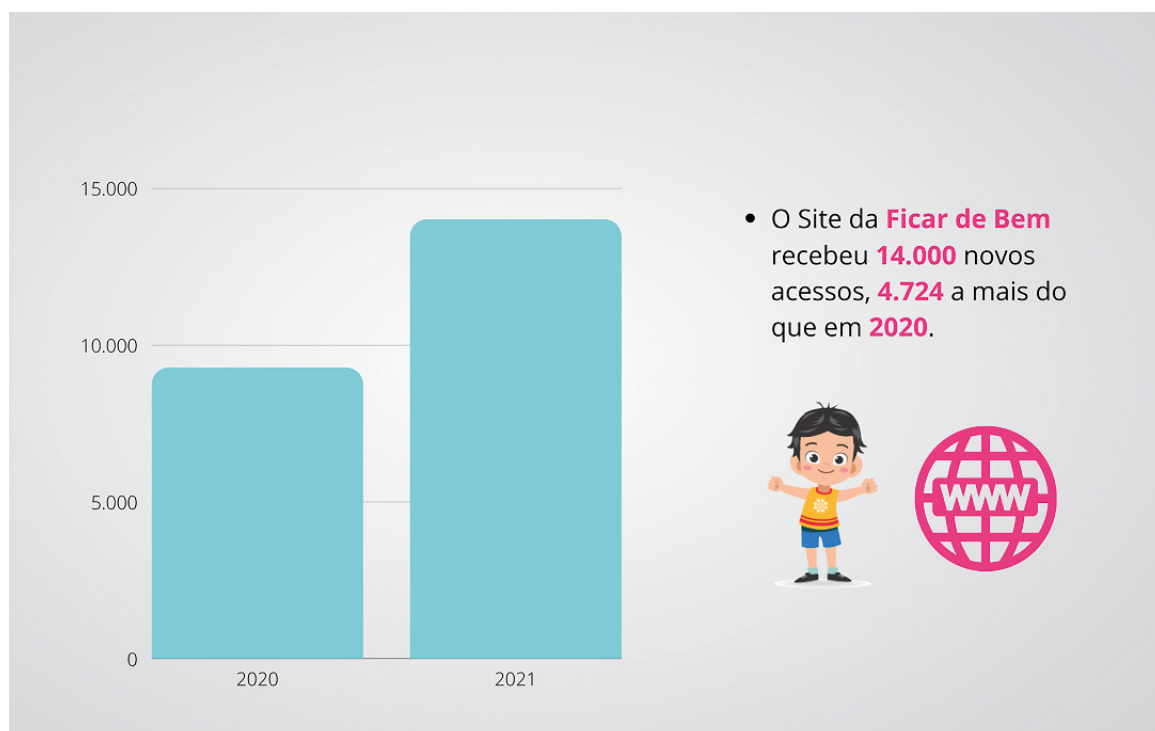 15.000
10.000
5.000
0
2020
2021
• O Site da Ficar de Bem
recebeu 14.000 novos
acessos, 4.724 a mais do
que em 2020.
WWW